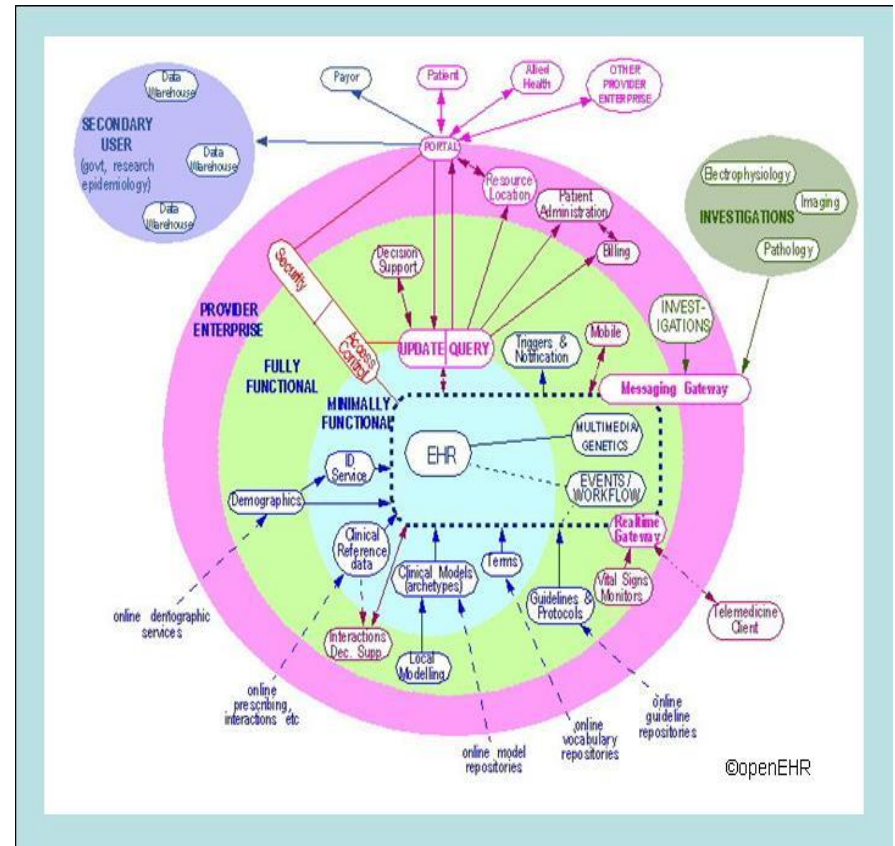 Data
Warehouse
SECONDARY
USER
(govt, research
epidemiology)
Data
Warehouse
Data
Warehouse
Payor
Patient
Allied
Health
OTHER
PROVIDER
ENTERPRISE
PORTAL
Resource
Location
Patient
Administration
Billing
Electrophysiology
Imaging
INVESTIGATIONS
Pathology
Security
Access
Control
Decision
Support
PROVIDER
ENTERPRISE
FULLY
FUNCTIONAL
MINIMALLY
FUNCTIONAL
UPDATE QUERY
Triggers &
Notification
Mobile
INVEST-
IGATIONS
Messaging Gateway
EHR
MULTIMEDIA/
GENETICS
EVENTS /
WORKFLOW
ID
Service
Demographics
Clinical
Reference
data
Clinical Models
(archetypes)
Terms
Guidelines &
Protocols
Realtime
Gateway
Vital Signs
Monitors
Telemedicine
Client
Interactions
Dec. Supp.
Local
Modelling
online demographic
services
online
prescribing,
interactions etc
online model
repositories
online
vocabulary
repositories
online
guideline
repositories
©openEHR